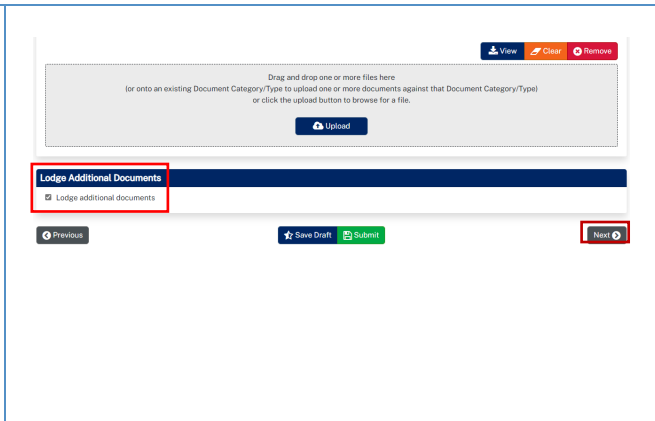 View Clear Remove
Drag and drop one or more files here
(or onto an existing Document Category/Type to upload one or more documents against that Document Category/Type)
or click the upload button to browse for a file.
Upload
Lodge Additional Documents
Lodge additional documents
Previous Save Draft Submit Next